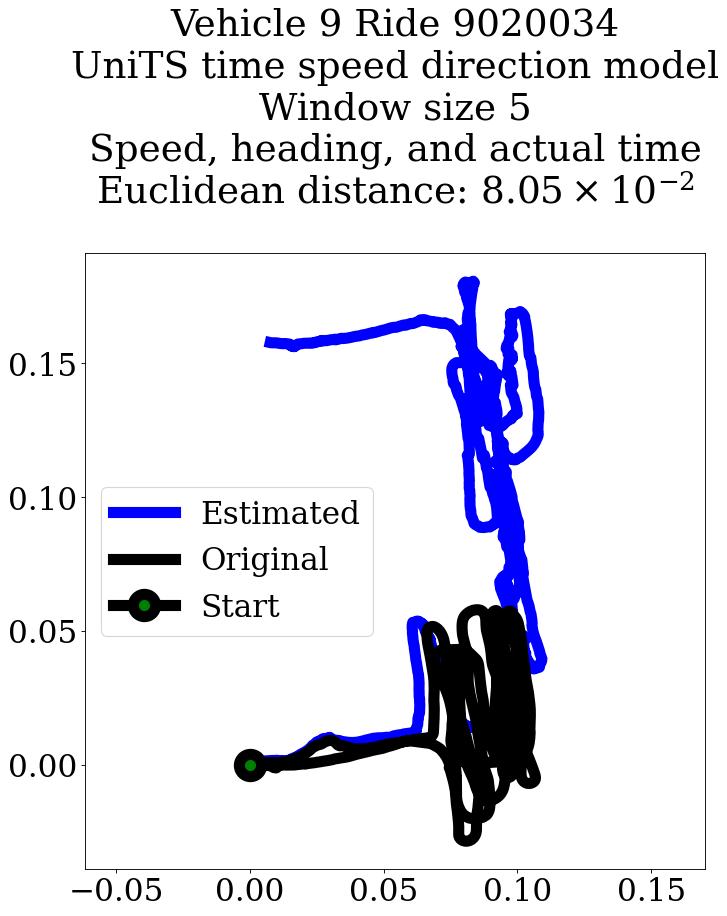 Vehicle 9 Ride 9020034
UniTS time speed direction model
Window size 5
Speed, heading, and actual time
Euclidean distance: 8.05 × 10⁻²
0.15
0.10
0.05
0.00
Estimated
Original
Start
−0.05 0.00 0.05 0.10 0.15